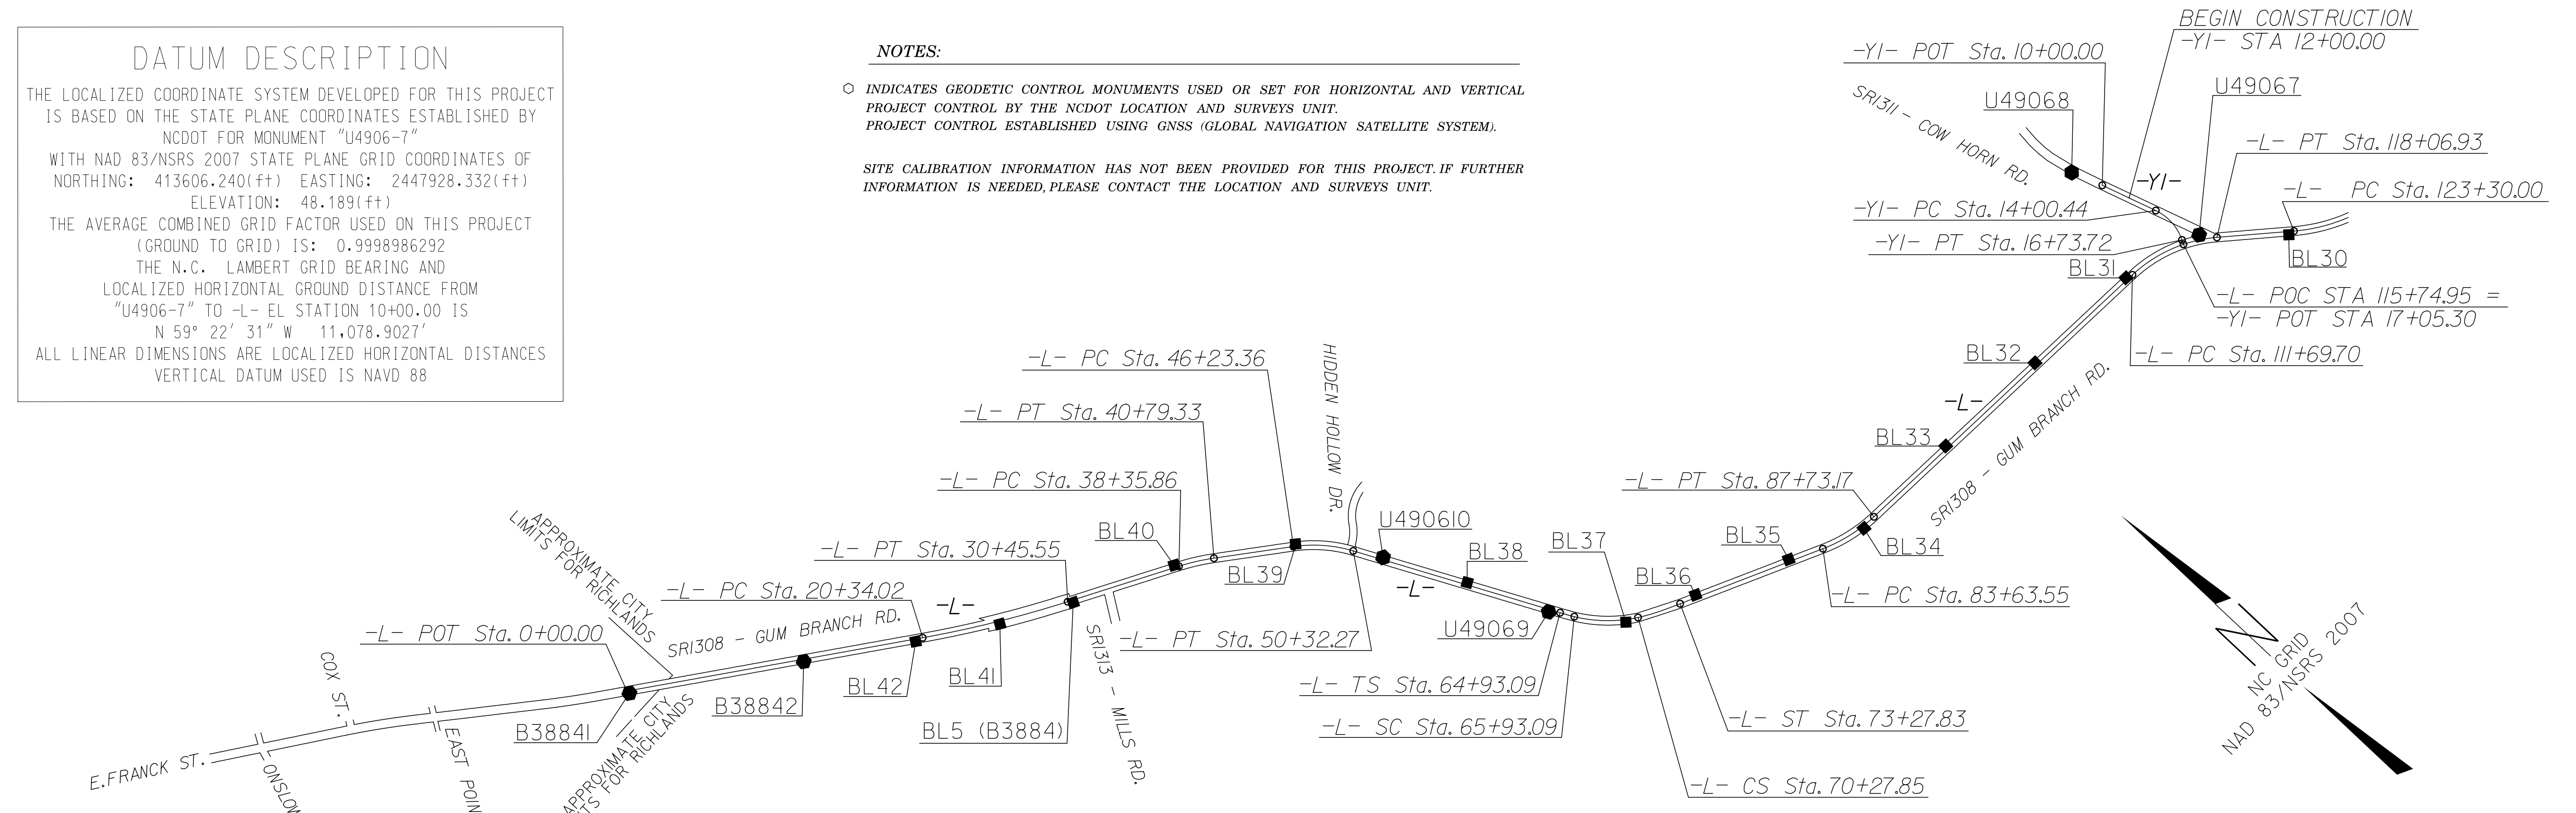 DATUM DESCRIPTION
THE LOCALIZED COORDINATE SYSTEM DEVELOPED FOR THIS PROJECT
IS BASED ON THE STATE PLANE COORDINATES ESTABLISHED BY
NCDOT FOR MONUMENT "U4906-7"
WITH NAD 83/NSRS 2007 STATE PLANE GRID COORDINATES OF
NORTHING: 413606.240(ft) EASTING: 2447928.332(ft)
ELEVATION: 48.189(ft)
THE AVERAGE COMBINED GRID FACTOR USED ON THIS PROJECT
(GROUND TO GRID) IS: 0.9998986292
THE N.C. LAMBERT GRID BEARING AND
LOCALIZED HORIZONTAL GROUND DISTANCE FROM
"U4906-7" TO -L- EL STATION 10+00.00 IS
N 59° 22' 31" W 11,078.9027'
ALL LINEAR DIMENSIONS ARE LOCALIZED HORIZONTAL DISTANCES
VERTICAL DATUM USED IS NAVD 88
NOTES:
INDICATES GEODETIC CONTROL MONUMENTS USED OR SET FOR HORIZONTAL AND VERTICAL
PROJECT CONTROL BY THE NCDOT LOCATION AND SURVEYS UNIT.
PROJECT CONTROL ESTABLISHED USING GNSS (GLOBAL NAVIGATION SATELLITE SYSTEM).
SITE CALIBRATION INFORMATION HAS NOT BEEN PROVIDED FOR THIS PROJECT. IF FURTHER
INFORMATION IS NEEDED, PLEASE CONTACT THE LOCATION AND SURVEYS UNIT.
BEGIN CONSTRUCTION
-Y1- STA 12+00.00
-Y1- POT Sta. 10+00.00
U49067
U49068
SR1311 - COW HORN RD.
-L- PT Sta. 118+06.93
-Y1-
-L- PC Sta. 123+30.00
-Y1- PC Sta. 14+00.44
-Y1- PT Sta. 16+73.72
BL30
BL31
-L- POC STA 115+74.95 =
-Y1- POT STA 17+05.30
-L- PC Sta. 111+69.70
BL32
-L-
SR1308 - GUM BRANCH RD.
BL33
-L- PC Sta. 46+23.36
HIDDEN HOLLOW DR.
-L- PT Sta. 40+79.33
-L- PC Sta. 38+35.86
-L- PT Sta. 87+73.17
BL40
U490610
BL37
BL35
BL34
-L- PT Sta. 30+45.55
BL38
BL39
BL36
-L-
APPROXIMATE CITY
LIMITS FOR RICHLANDS
-L- PC Sta. 20+34.02
-L-
-L- PC Sta. 83+63.55
SR1308 - GUM BRANCH RD.
-L- POT Sta. 0+00.00
U49069
-L- PT Sta. 50+32.27
SR1313 - MILLS RD.
COX ST.
BL41
BL42
B38842
-L- TS Sta. 64+93.09
-L- ST Sta. 73+27.83
-L- SC Sta. 65+93.09
BL5 (B3884)
B38841
APPROXIMATE CITY
TS FOR RICHLANDS
E.FRANCK ST.
ONSLOW
EAST POIN
-L- CS Sta. 70+27.85
NC GRID
NAD 83/NSRS 2007